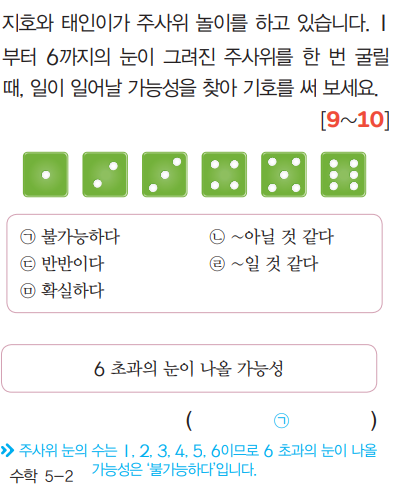 지호와 태인이가 주사위 놀이를 하고 있습니다. 1
부터 6까지의 눈이 그려진 주사위를 한 번 굴릴
때, 일이 일어날 가능성을 찾아 기호를 써 보세요.
[9~10]
㉠ 불가능하다 ㉡ ~아닐 것 같다
㉢ 반반이다 ㉣ ~일 것 같다
㉤ 확실하다
6 초과의 눈이 나올 가능성
( ㉠ )
주사위 눈의 수는 1, 2, 3, 4, 5, 6이므로 6 초과의 눈이 나올
가능성은 '불가능하다'입니다.
수학 5-2